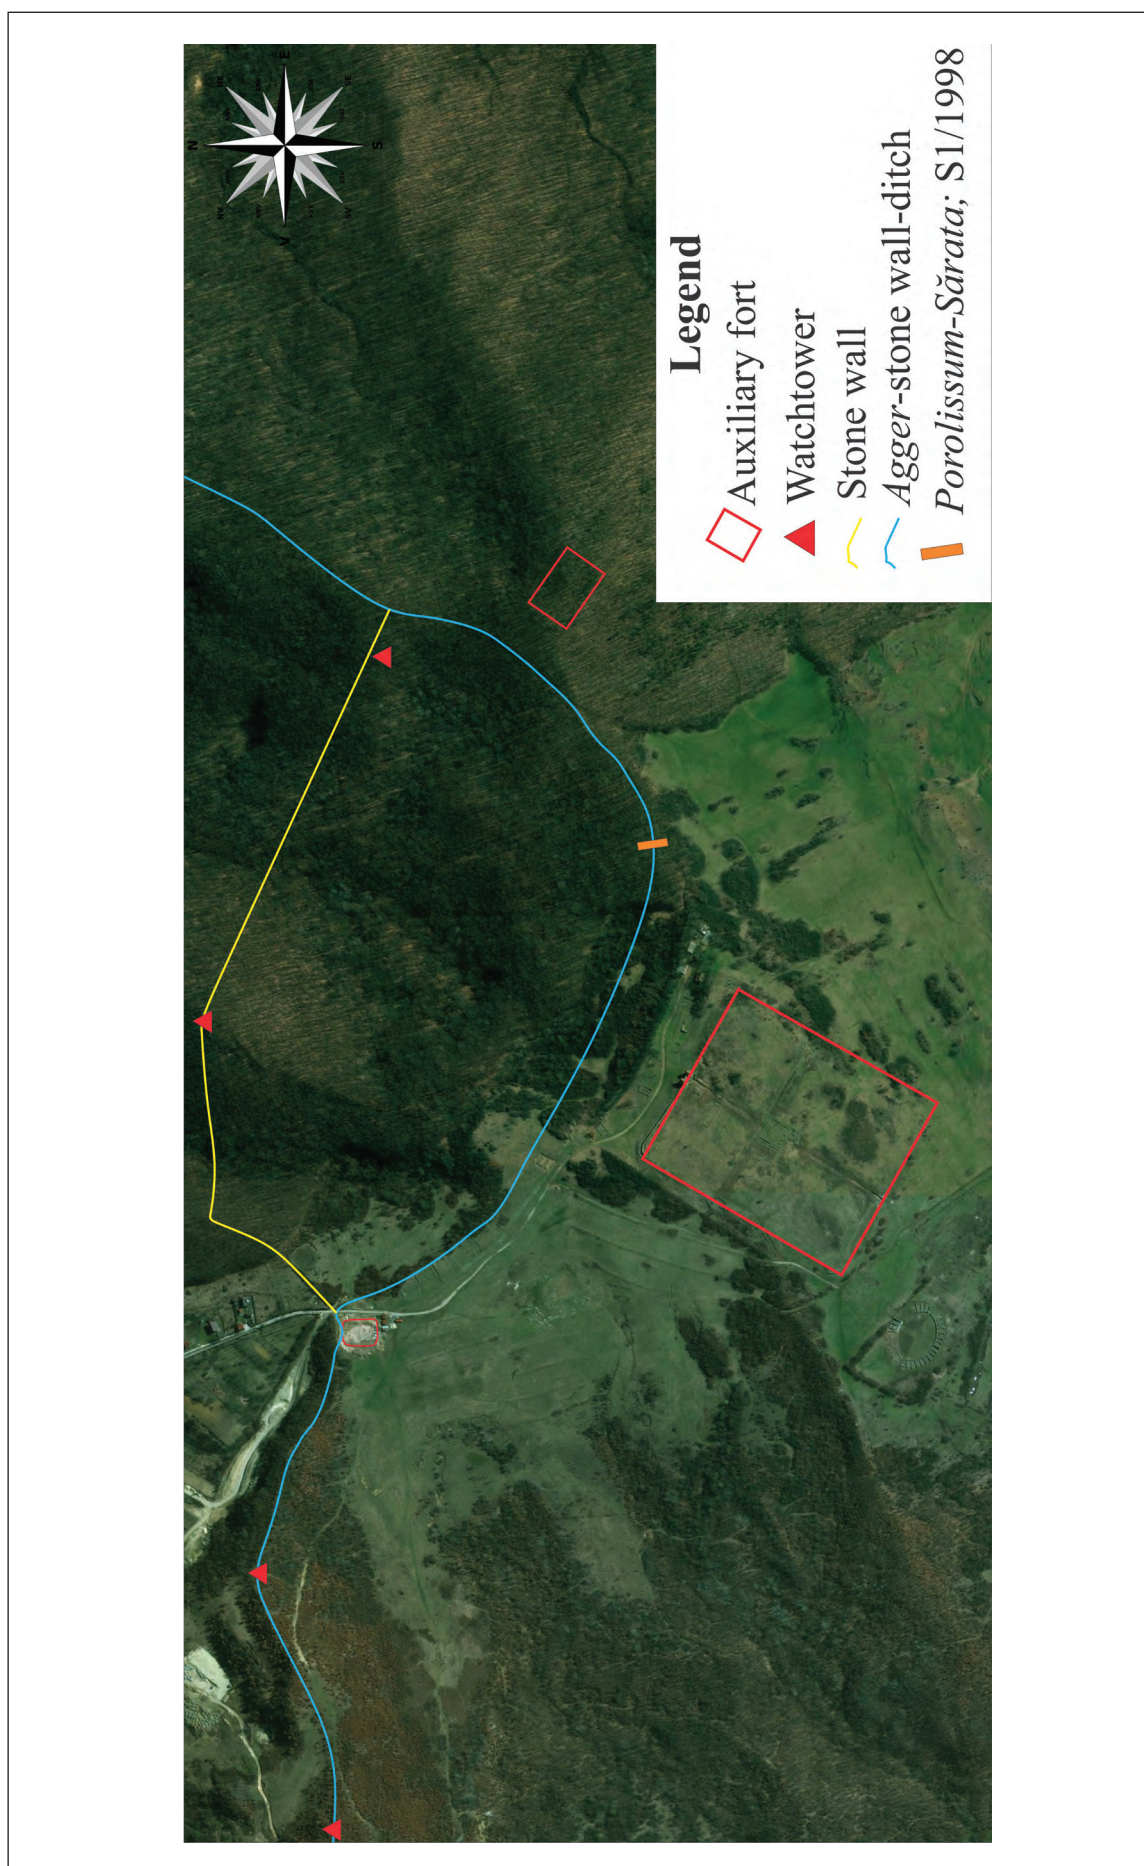 N
E
S
V
Legend
Auxiliary fort
Watchtower
Stone wall
Agger-stone wall-ditch
Porolissum-Sărata; S1/1998